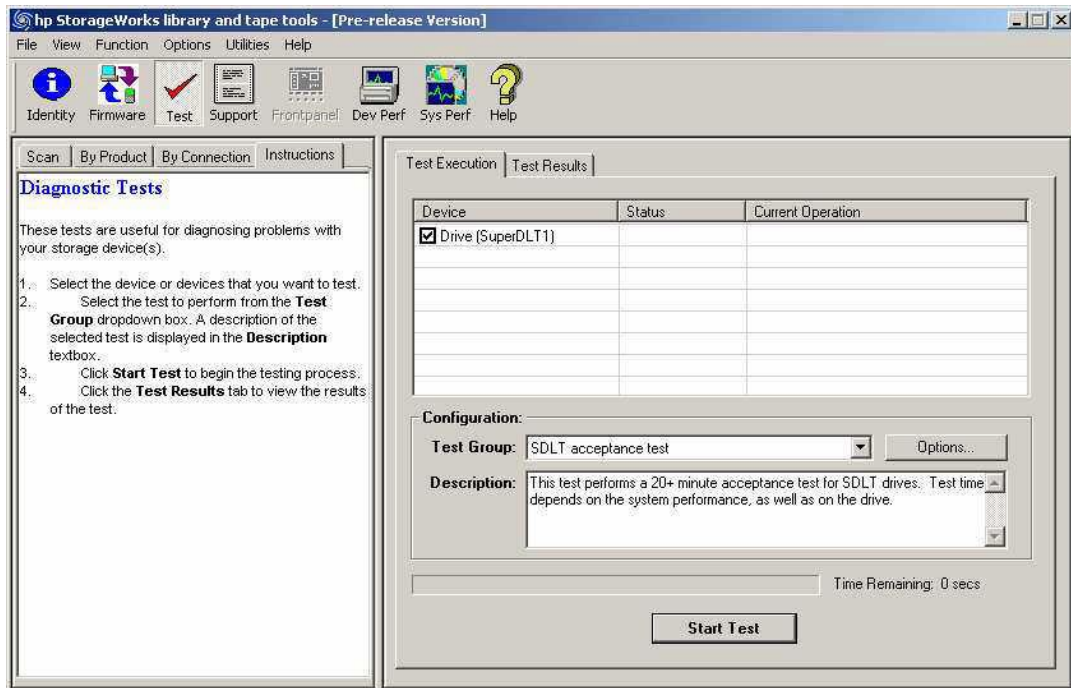 hp StorageWorks library and tape tools - [Pre-release Version]
File View Function Options Utilities Help
Identity Firmware Test Support Frontpanel Dev Perf Sys Perf Help
Scan By Product By Connection Instructions
Diagnostic Tests
These tests are useful for diagnosing problems with
your storage device(s).
1. Select the device or devices that you want to test.
2. Select the test to perform from the Test
Group dropdown box. A description of the
selected test is displayed in the Description
textbox.
3. Click Start Test to begin the testing process.
4. Click the Test Results tab to view the results
of the test.
Test Execution Test Results
Device Status Current Operation
Drive (SuperDLT1)
Configuration:
Test Group: SDLT acceptance test Options...
Description: This test performs a 20+ minute acceptance test for SDLT drives. Test time
depends on the system performance, as well as on the drive.
Time Remaining: 0 secs
Start Test